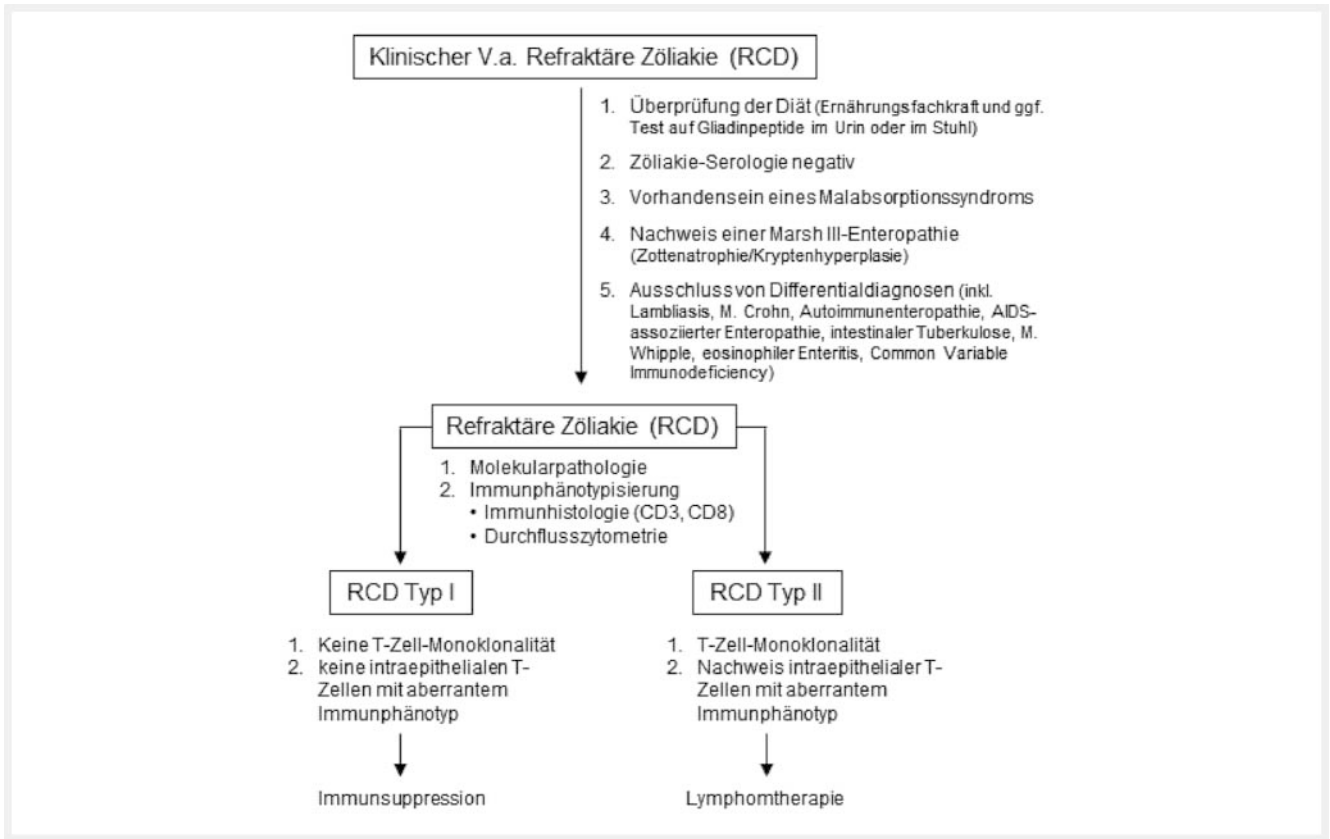 Klinischer V.a. Refraktäre Zöliakie (RCD)
1. Überprüfung der Diät (Ernährungsfachkraft und ggf.
Test auf Gliadinpeptide im Urin oder im Stuhl)
2. Zöliakie-Serologie negativ
3. Vorhandensein eines Malabsorptionssyndroms
4. Nachweis einer Marsh III-Enteropathie
(Zottenatrophie/Kryptenhyperplasie)
5. Ausschluss von Differentialdiagnosen (inkl.
Lambliasis, M. Crohn, Autoimmunenteropathie, AIDS-
assoziierter Enteropathie, intestinaler Tuberkulose, M.
Whipple, eosinophiler Enteritis, Common Variable
Immunodeficiency)
Refraktäre Zöliakie (RCD)
1. Molekularpathologie
2. Immunphänotypisierung
• Immunhistologie (CD3, CD8)
• Durchflusszytometrie
RCD Typ I
1. Keine T-Zell-Monoklonalität
2. keine intraepithelialen T-
Zellen mit aberrantem
Immunphänotyp
Immunsuppression
RCD Typ II
1. T-Zell-Monoklonalität
2. Nachweis intraepithelialer T-
Zellen mit aberrantem
Immunphänotyp
Lymphomtherapie